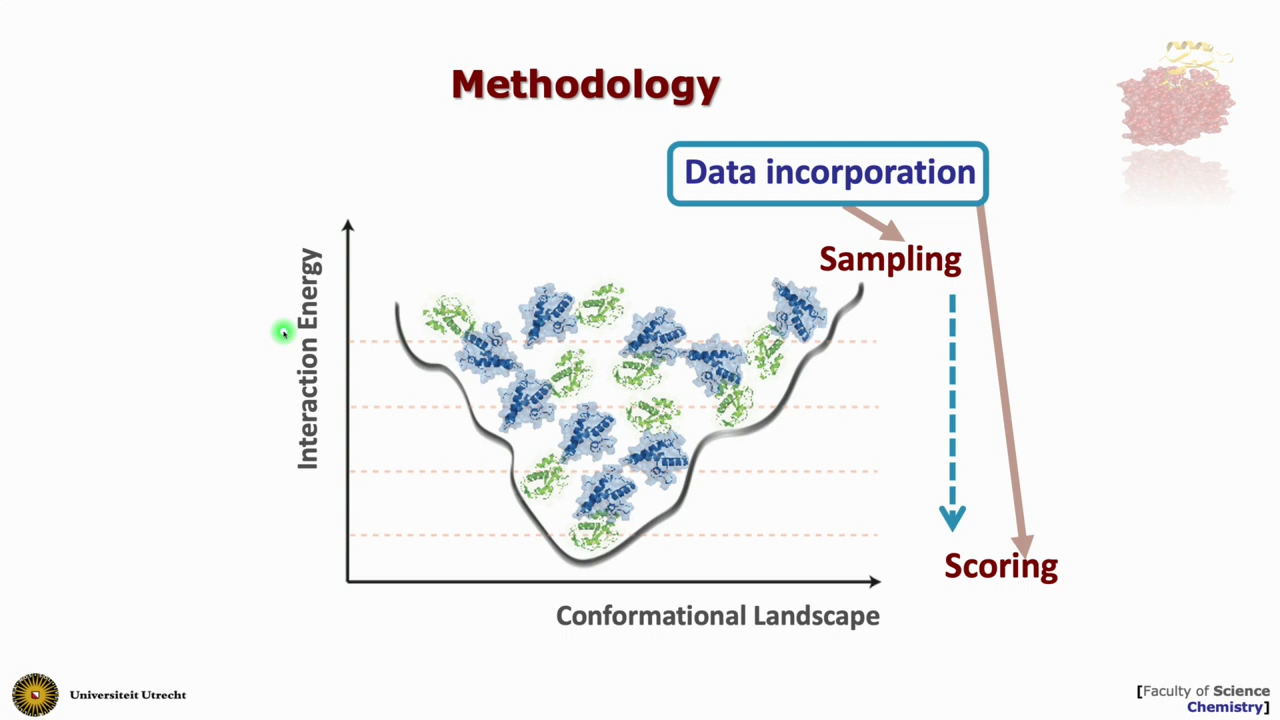 Methodology
Data incorporation
Sampling
Interaction Energy
Scoring
Conformational Landscape
Universiteit Utrecht
[Faculty of Science
Chemistry]